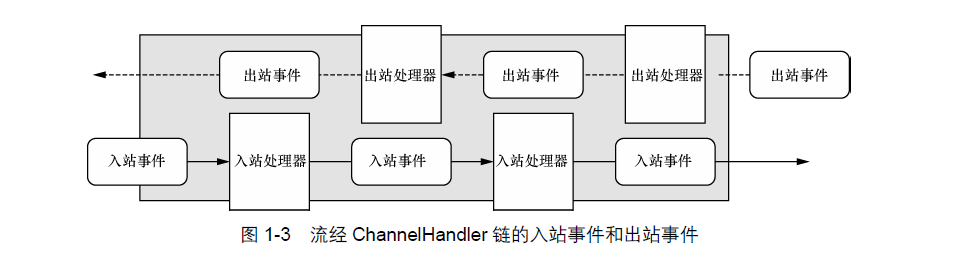 出站事件 出站处理器 出站事件 出站处理器 出站事件
入站事件 入站处理器 入站事件 入站处理器 入站事件
图 1-3 流经 ChannelHandler 链的入站事件和出站事件